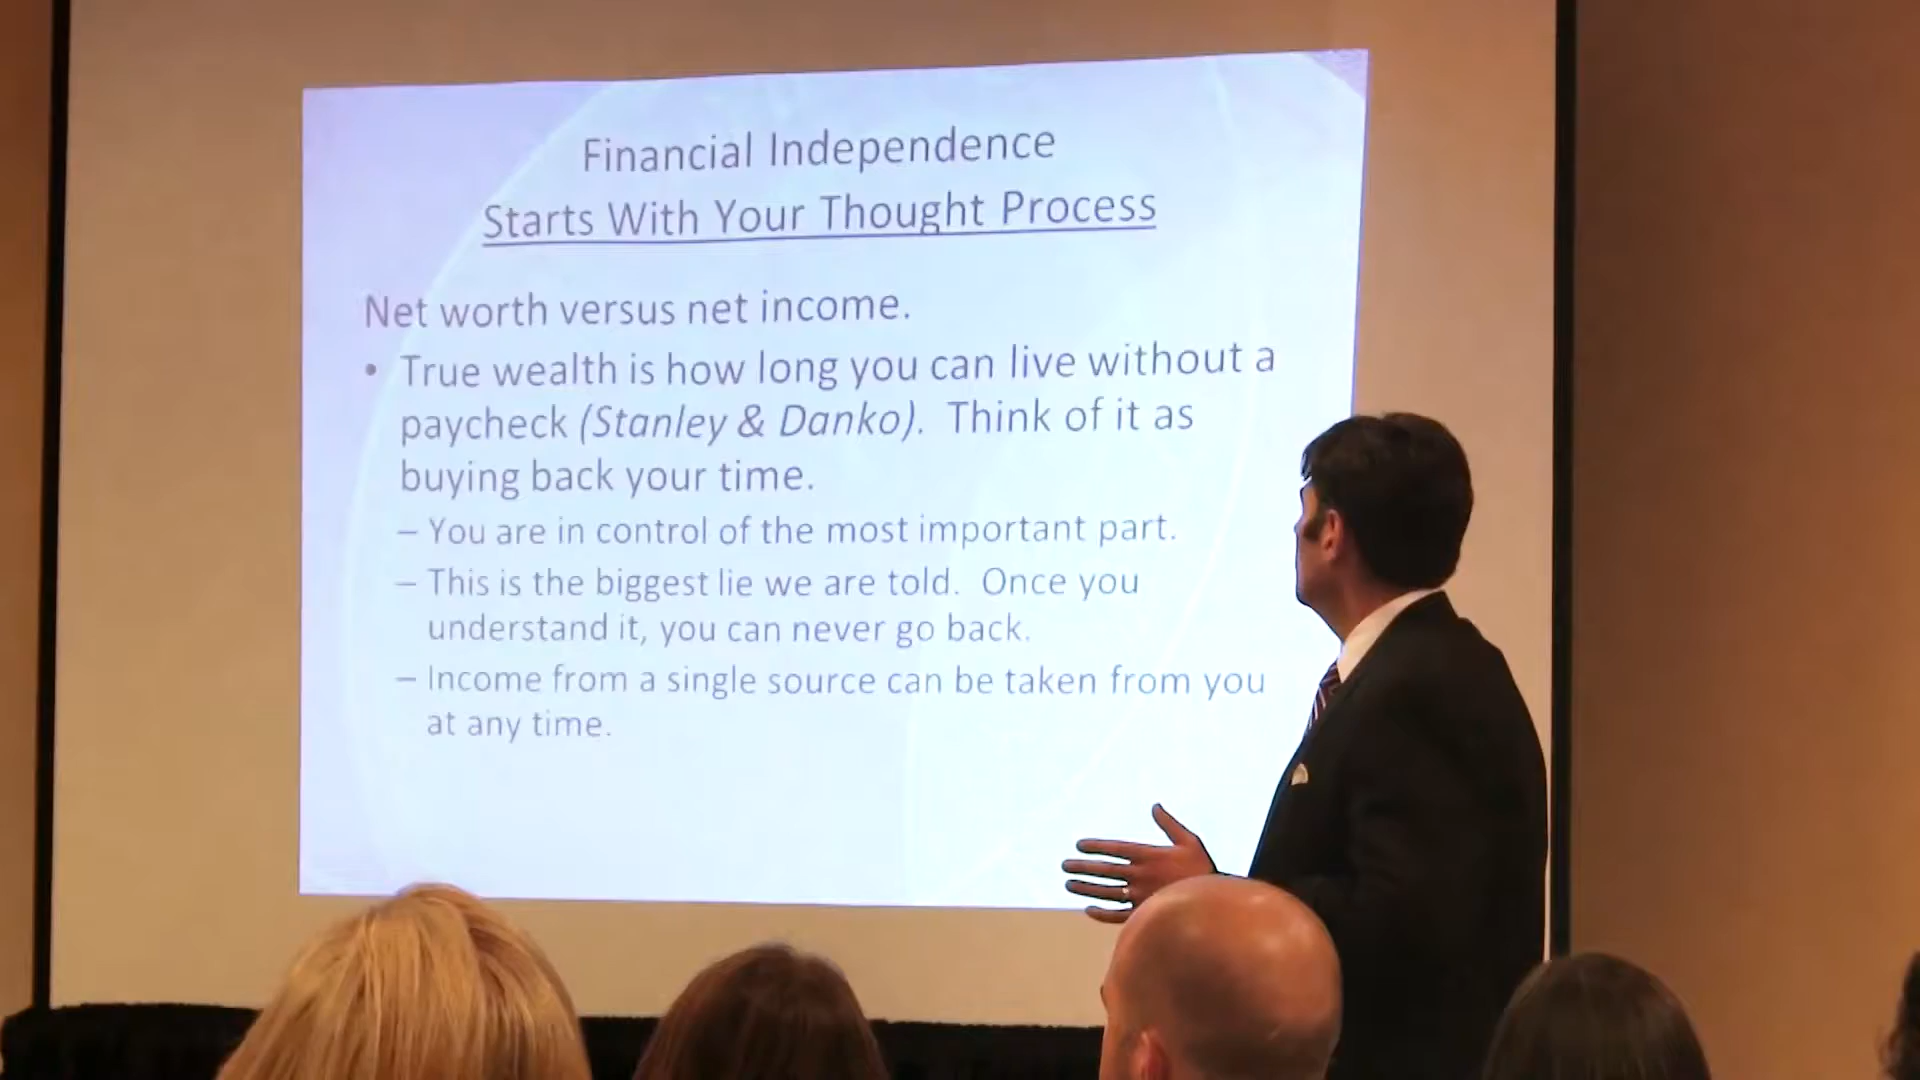 Financial Independence
Starts With Your Thought Process
Net worth versus net income.
• True wealth is how long you can live without a
paycheck (Stanley & Danko).  Think of it as
buying back your time.
– You are in control of the most important part.
– This is the biggest lie we are told.  Once you
understand it, you can never go back.
– Income from a single source can be taken from you
at any time.